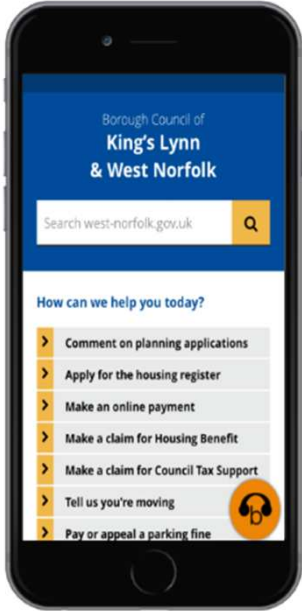 Borough Council of
King's Lynn
& West Norfolk
Search west-norfolk.gov.uk
How can we help you today?
Comment on planning applications
Apply for the housing register
Make an online payment
Make a claim for Housing Benefit
Make a claim for Council Tax Support
Tell us you're moving
b
Pay or appeal a parking fine